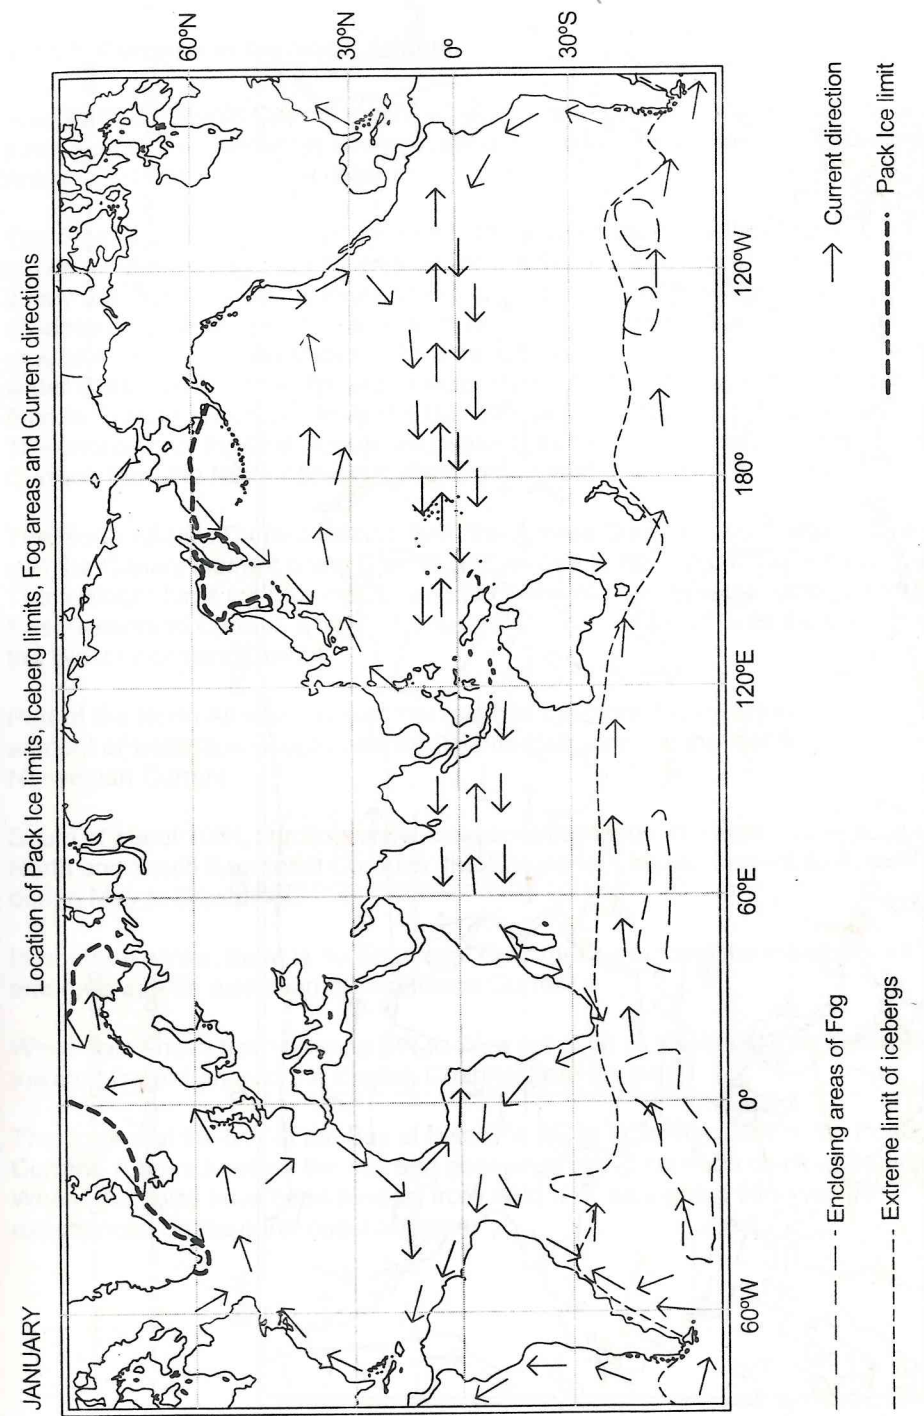 JANUARY
Location of Pack Ice limits, Iceberg limits, Fog areas and Current directions
60°N
30°N
0°
30°S
60°W
0°
60°E
120°E
180°
120°W
Enclosing areas of Fog
Current direction
Extreme limit of icebergs
Pack Ice limit